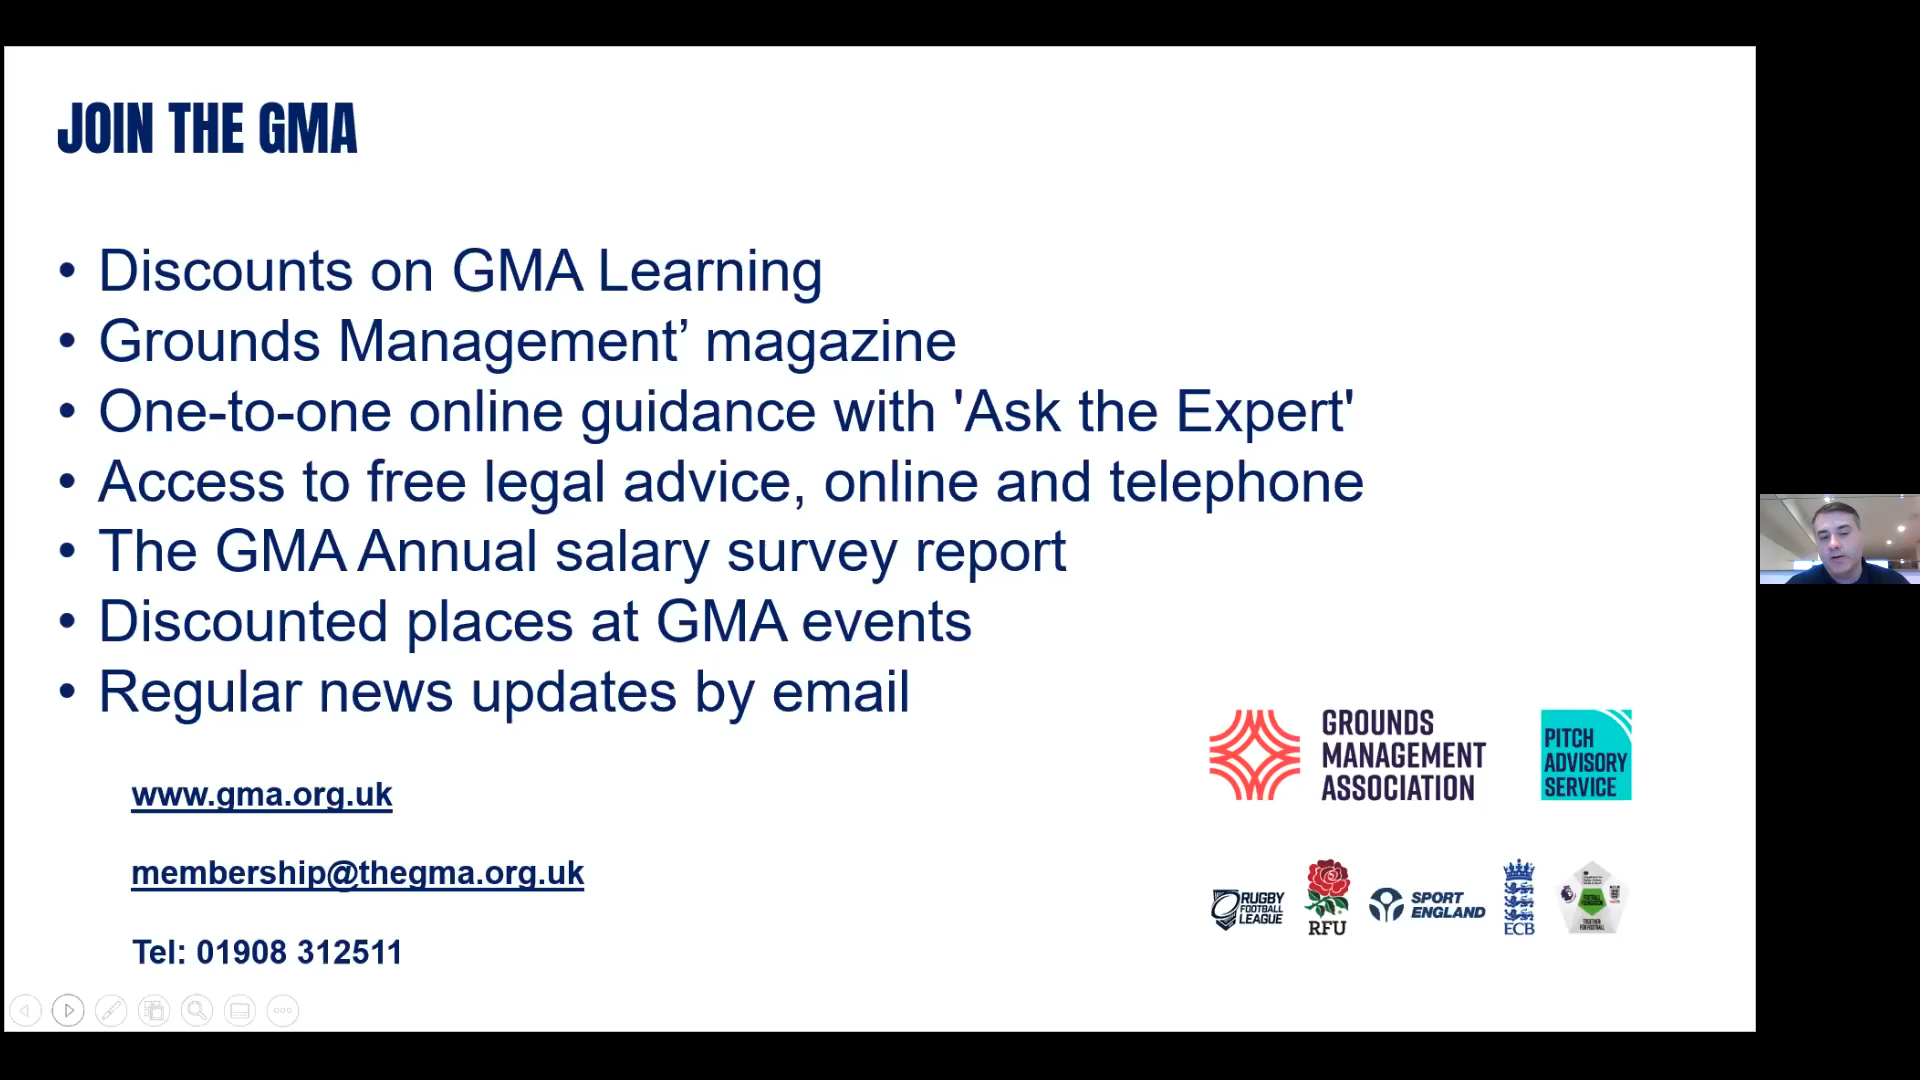 JOIN THE GMA
• Discounts on GMA Learning
• Grounds Management’ magazine
• One-to-one online guidance with 'Ask the Expert'
• Access to free legal advice, online and telephone
• The GMA Annual salary survey report
• Discounted places at GMA events
• Regular news updates by email
www.gma.org.uk
membership@thegma.org.uk
Tel: 01908 312511
GROUNDS
MANAGEMENT
ASSOCIATION
PITCH
ADVISORY
SERVICE
RUGBY
FOOTBALL
LEAGUE
RFU
SPORT
ENGLAND
ECB
TOGETHER
FOR FOOTBALL